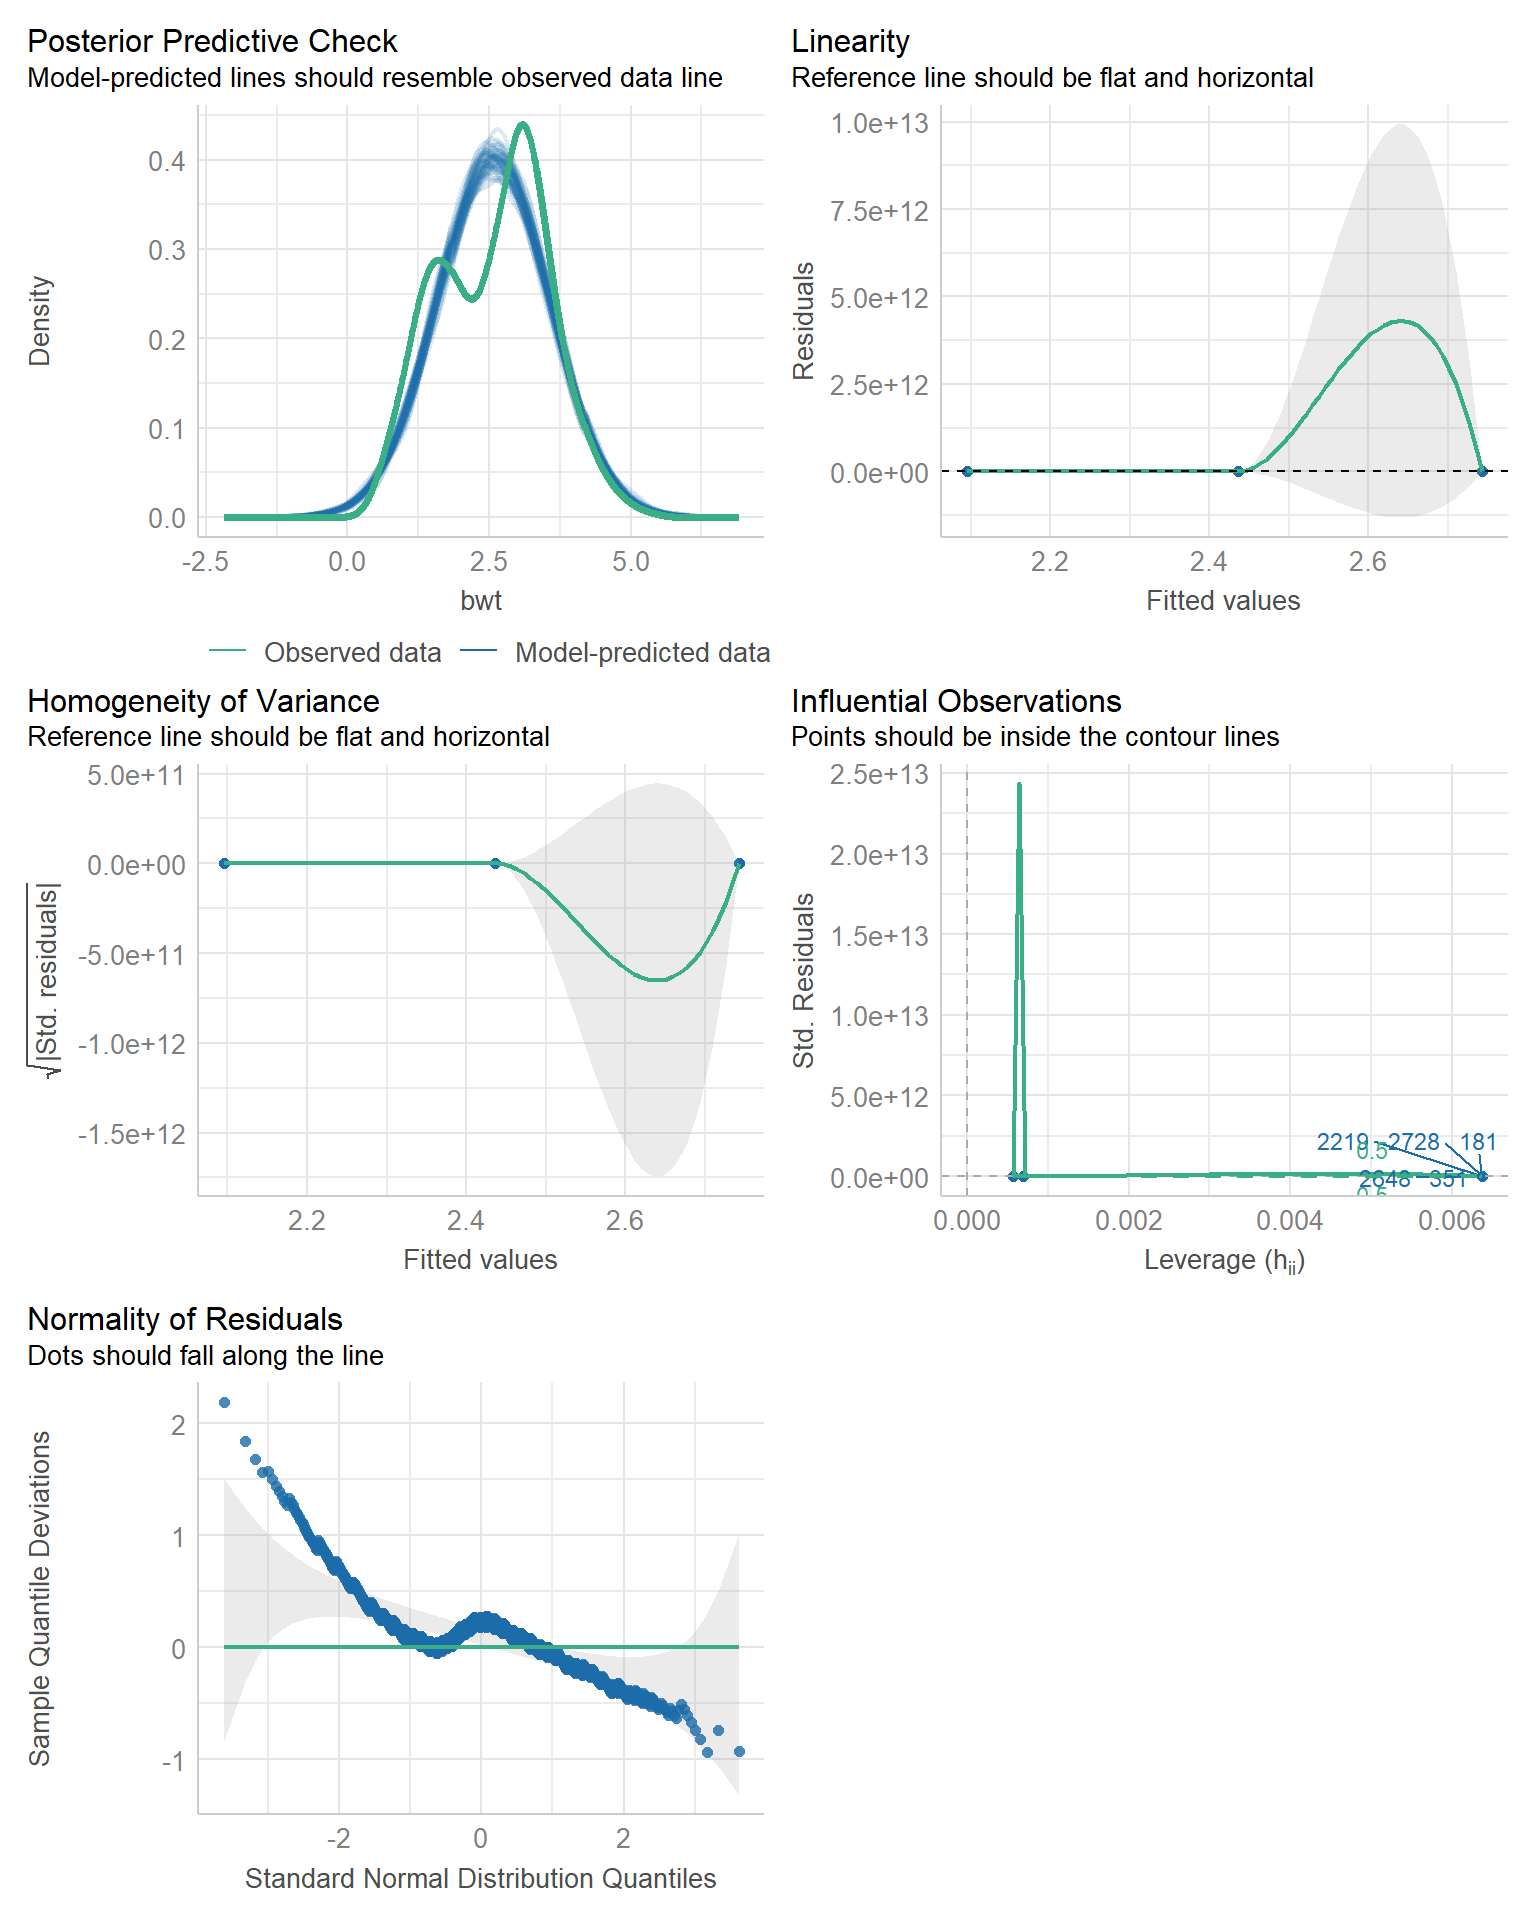 Posterior Predictive Check
Model-predicted lines should resemble observed data line
Density
0.4
0.3
0.2
0.1
0.0
-2.5
0.0
2.5
5.0
bwt
Observed data
Model-predicted data
Linearity
Reference line should be flat and horizontal
Residuals
1.0e+13
7.5e+12
5.0e+12
2.5e+12
0.0e+00
2.2
2.4
2.6
Fitted values
Homogeneity of Variance
Reference line should be flat and horizontal
√|Std. residuals|
5.0e+11
0.0e+00
-5.0e+11
-1.0e+12
-1.5e+12
2.2
2.4
2.6
Fitted values
Influential Observations
Points should be inside the contour lines
Std. Residuals
2.5e+13
2.0e+13
1.5e+13
1.0e+13
5.0e+12
0.0e+00
2219
2728
181
0.5
2648
351
0.5
0.000
0.002
0.004
0.006
Leverage (hii)
Normality of Residuals
Dots should fall along the line
Sample Quantile Deviations
2
1
0
-1
-2
0
2
Standard Normal Distribution Quantiles